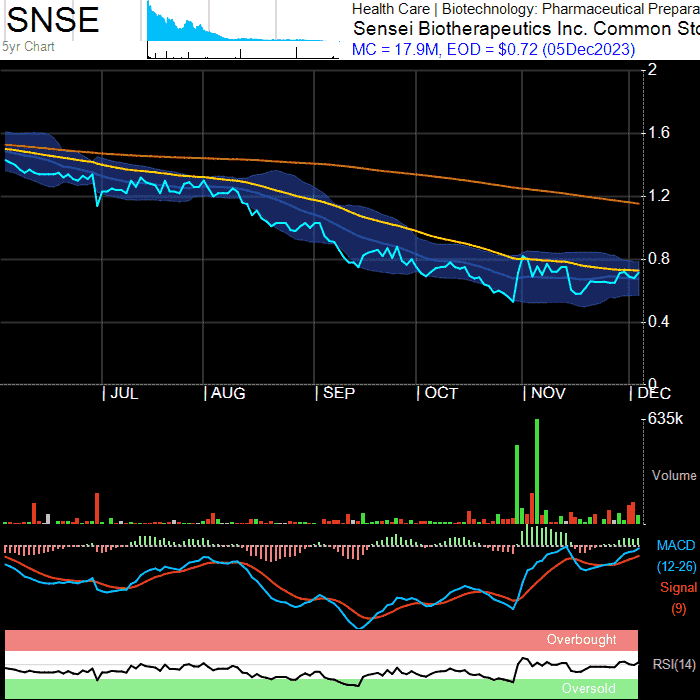 SNSE
5yr Chart
Health Care | Biotechnology: Pharmaceutical Prepara
Sensei Biotherapeutics Inc. Common Sto
MC = 17.9M, EOD = $0.72 (05Dec2023)
2
1.6
1.2
0.8
0.4
0
| JUL | AUG | SEP | OCT | NOV | DEC
635k
Volume
MACD
(12-26)
Signal
(9)
Overbought
RSI(14)
Oversold